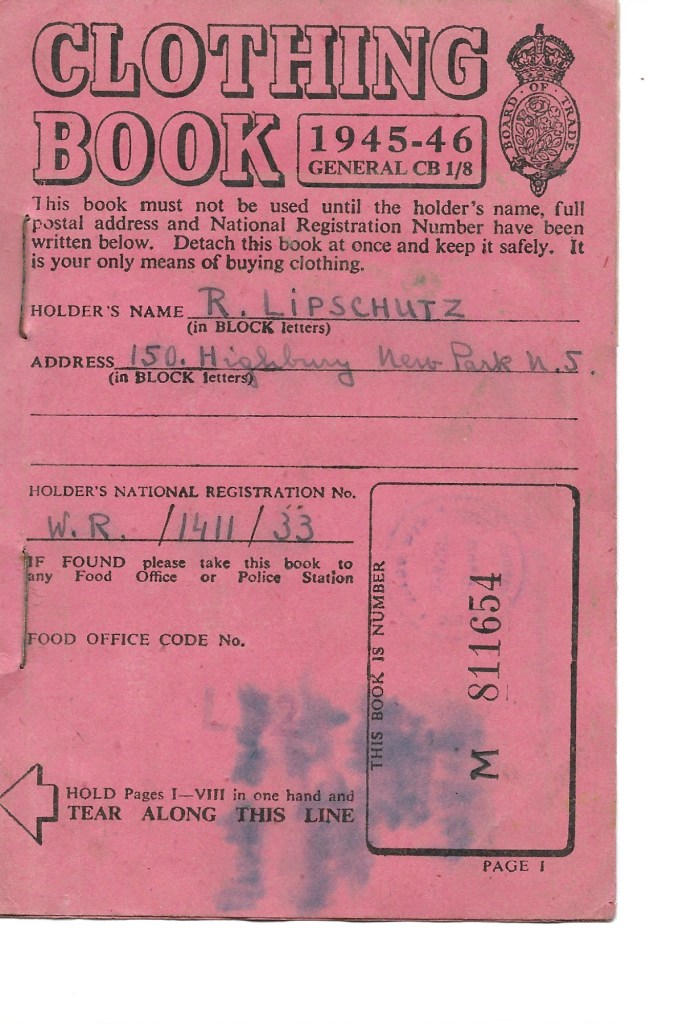 CLOTHING
BOOK
1945-46
GENERAL CB 1/8
BOARD · OF · TRADE
This book must not be used until the holder's name, full
postal address and National Registration Number have been
written below. Detach this book at once and keep it safely. It
is your only means of buying clothing.
HOLDER'S NAME R. LIPSCHUTZ
(in BLOCK letters)
ADDRESS 150. Highbury New Park N.5.
(in BLOCK letters)
HOLDER'S NATIONAL REGISTRATION No.
W.R. /1411/33
IF FOUND please take this book to
any Food Office or Police Station
FOOD OFFICE CODE No.
THIS BOOK IS NUMBER
M 811654
HOLD Pages I—VIII in one hand and
TEAR ALONG THIS LINE
PAGE I